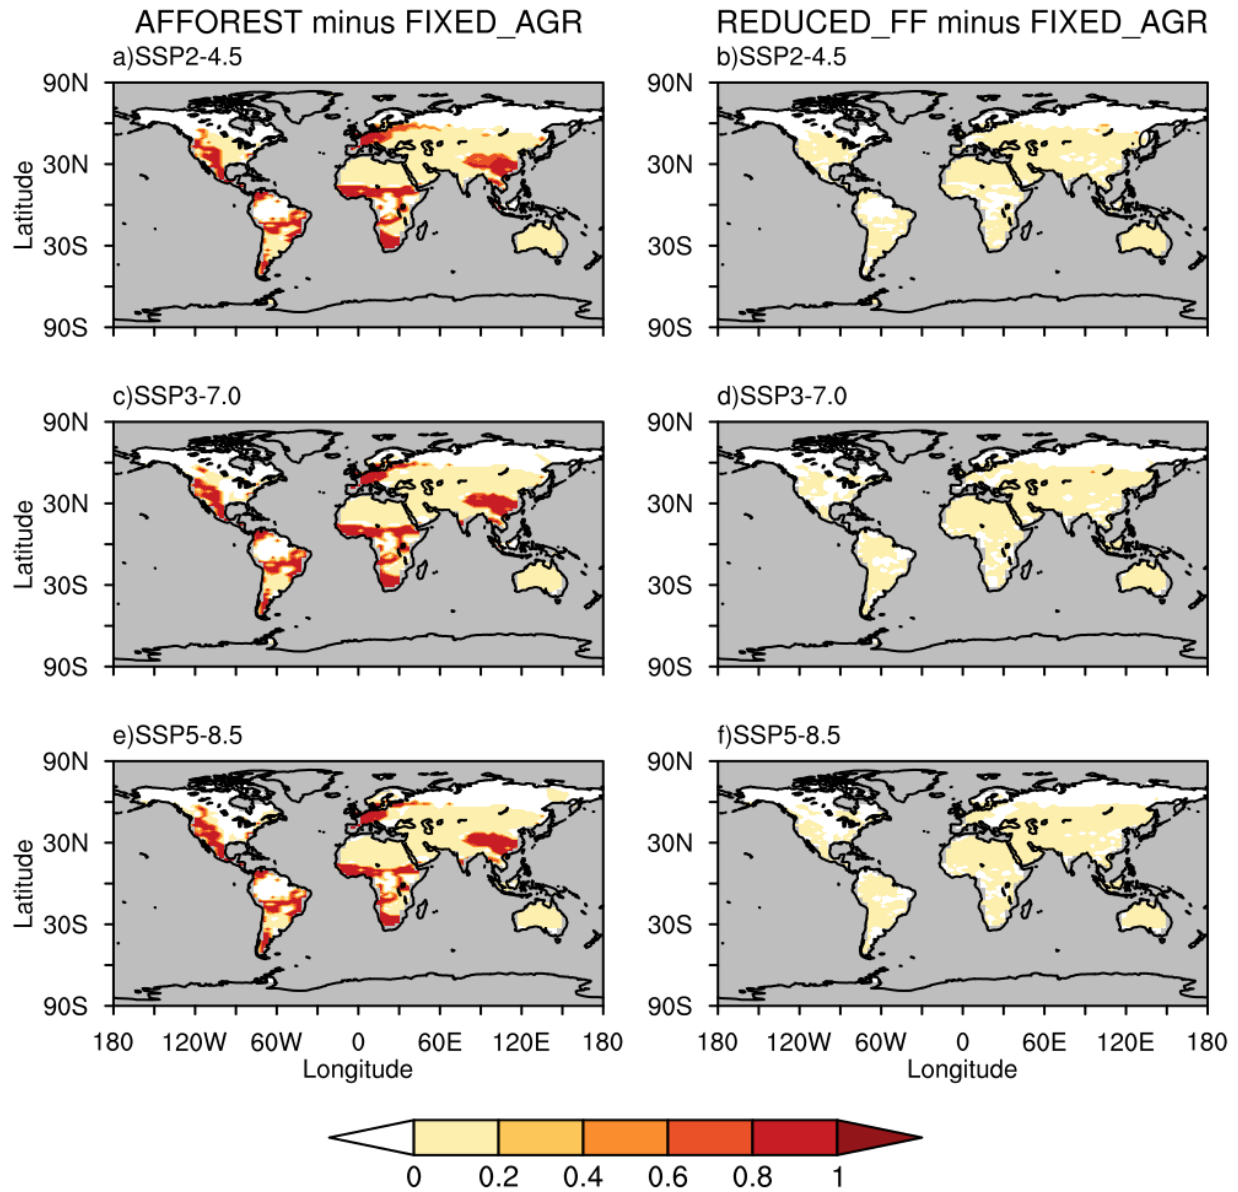 AFFOREST minus FIXED_AGR REDUCED_FF minus FIXED_AGR
a)SSP2-4.5 b)SSP2-4.5
90N 90N
Latitude
30N 30N
30S 30S
90S 90S
c)SSP3-7.0 d)SSP3-7.0
90N 90N
Latitude
30N 30N
30S 30S
90S 90S
e)SSP5-8.5 f)SSP5-8.5
90N 90N
Latitude
30N 30N
30S 30S
90S 90S
180 120W 60W 0 60E 120E 180 180 120W 60W 0 60E 120E 180
Longitude Longitude
0 0.2 0.4 0.6 0.8 1